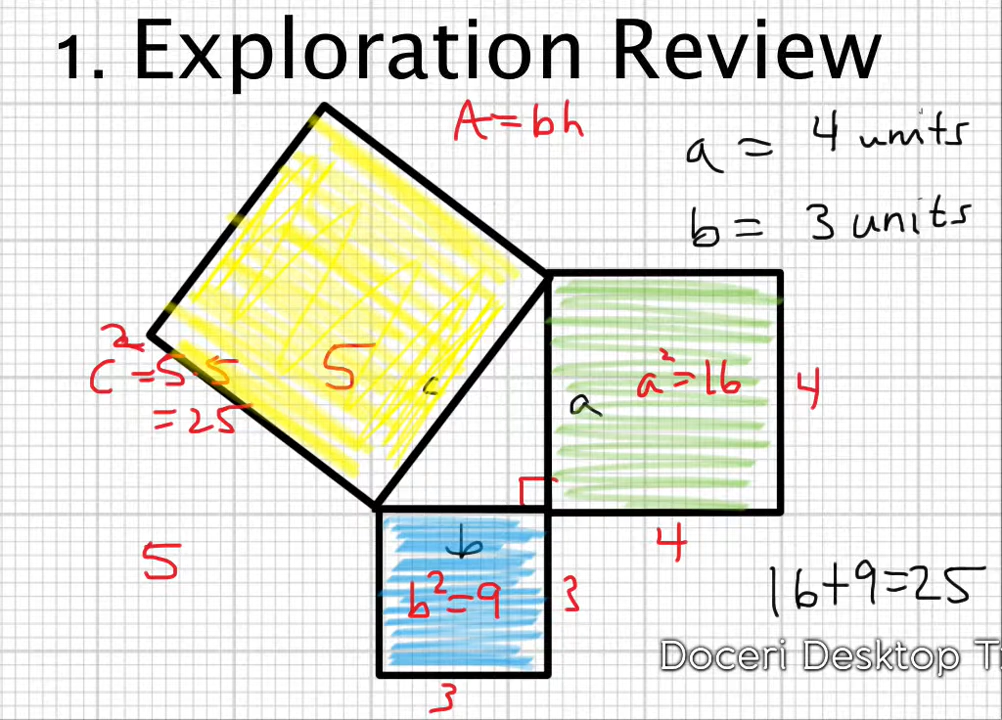 1. Exploration Review
A=bh
a = 4 units
b = 3 units
c²=5·5
=25
5
c
a
a²=16
4
4
b
b²=9
3
3
5
16+9=25
Doceri Desktop